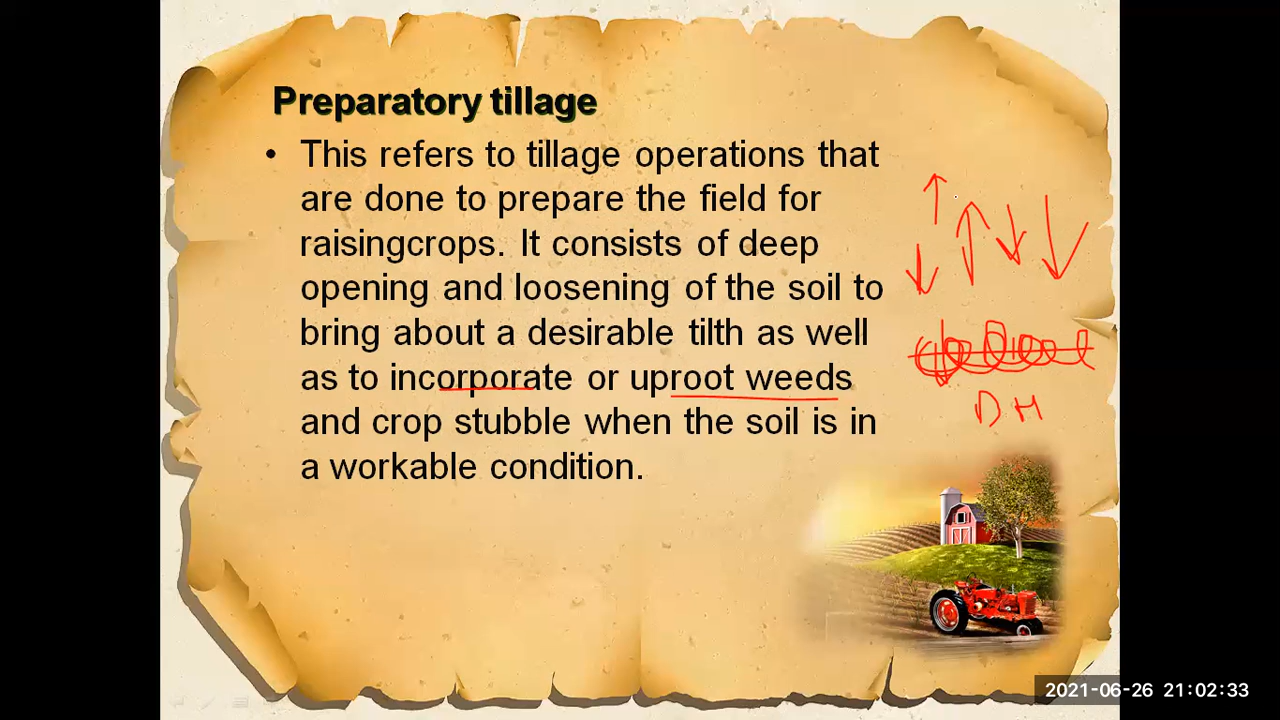 Preparatory tillage
• This refers to tillage operations that
are done to prepare the field for
raisingcrops. It consists of deep
opening and loosening of the soil to
bring about a desirable tilth as well
as to incorporate or uproot weeds
and crop stubble when the soil is in
a workable condition.
DH
2021-06-26 21:02:33